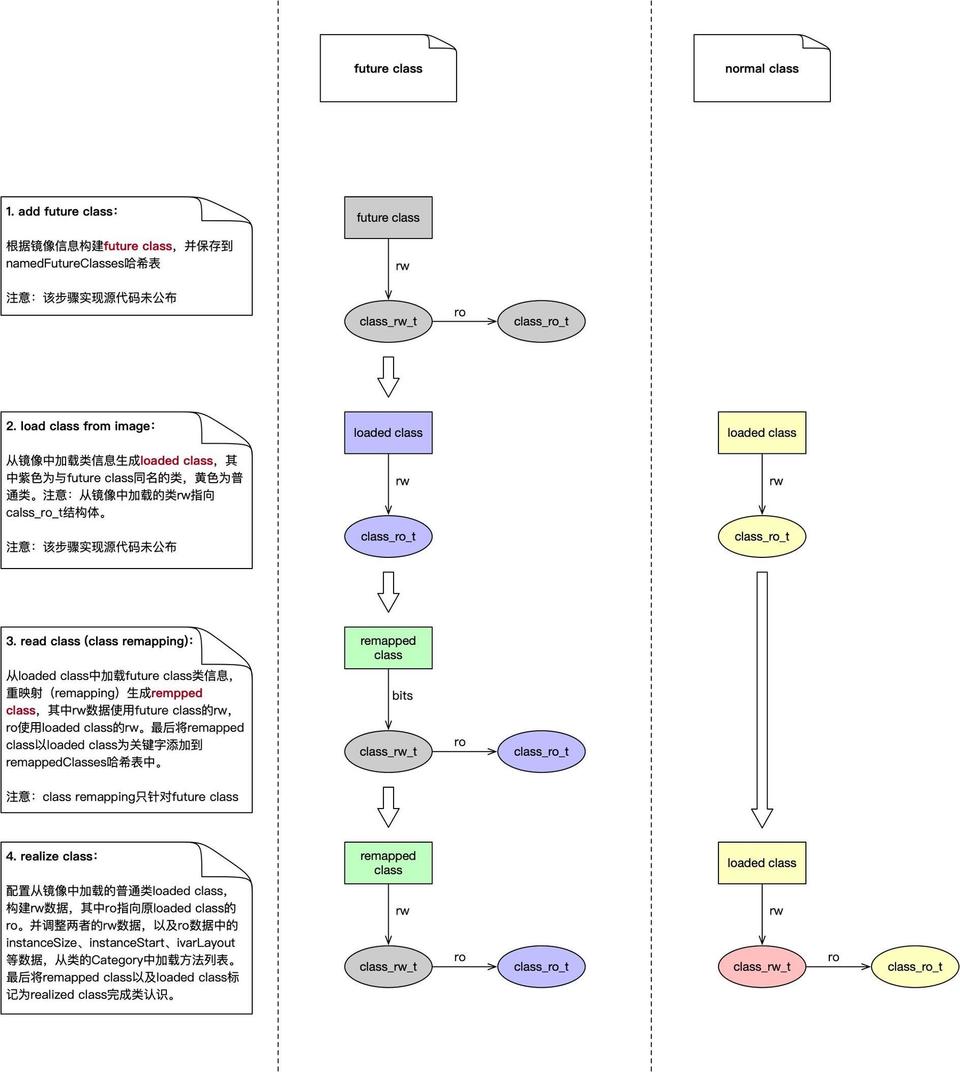 future class
normal class
1. add future class：
根据镜像信息构建future class，并保存到
namedFutureClasses哈希表
注意：该步骤实现源代码未公布
future class
rw
class_rw_t
ro
class_ro_t
2. load class from image：
从镜像中加载类信息生成loaded class，其
中紫色为与future class同名的类，黄色为普
通类。注意：从镜像中加载的类rw指向
calss_ro_t结构体。
注意：该步骤实现源代码未公布
loaded class
rw
class_ro_t
loaded class
rw
class_ro_t
3. read class (class remapping)：
从loaded class中加载future class类信息，
重映射（remapping）生成rempped
class，其中rw数据使用future class的rw，
ro使用loaded class的rw。最后将remapped
class以loaded class为关键字添加到
remappedClasses哈希表中。
注意：class remapping只针对future class
remapped
class
bits
class_rw_t
ro
class_ro_t
4. realize class：
配置从镜像中加载的普通类loaded class，
构建rw数据，其中ro指向原loaded class的
ro。并调整两者的rw数据，以及ro数据中的
instanceSize、instanceStart、ivarLayout
等数据，从类的Category中加载方法列表。
最后将remapped class以及loaded class标
记为realized class完成类认识。
remapped
class
rw
class_rw_t
ro
class_ro_t
loaded class
rw
class_rw_t
ro
class_ro_t